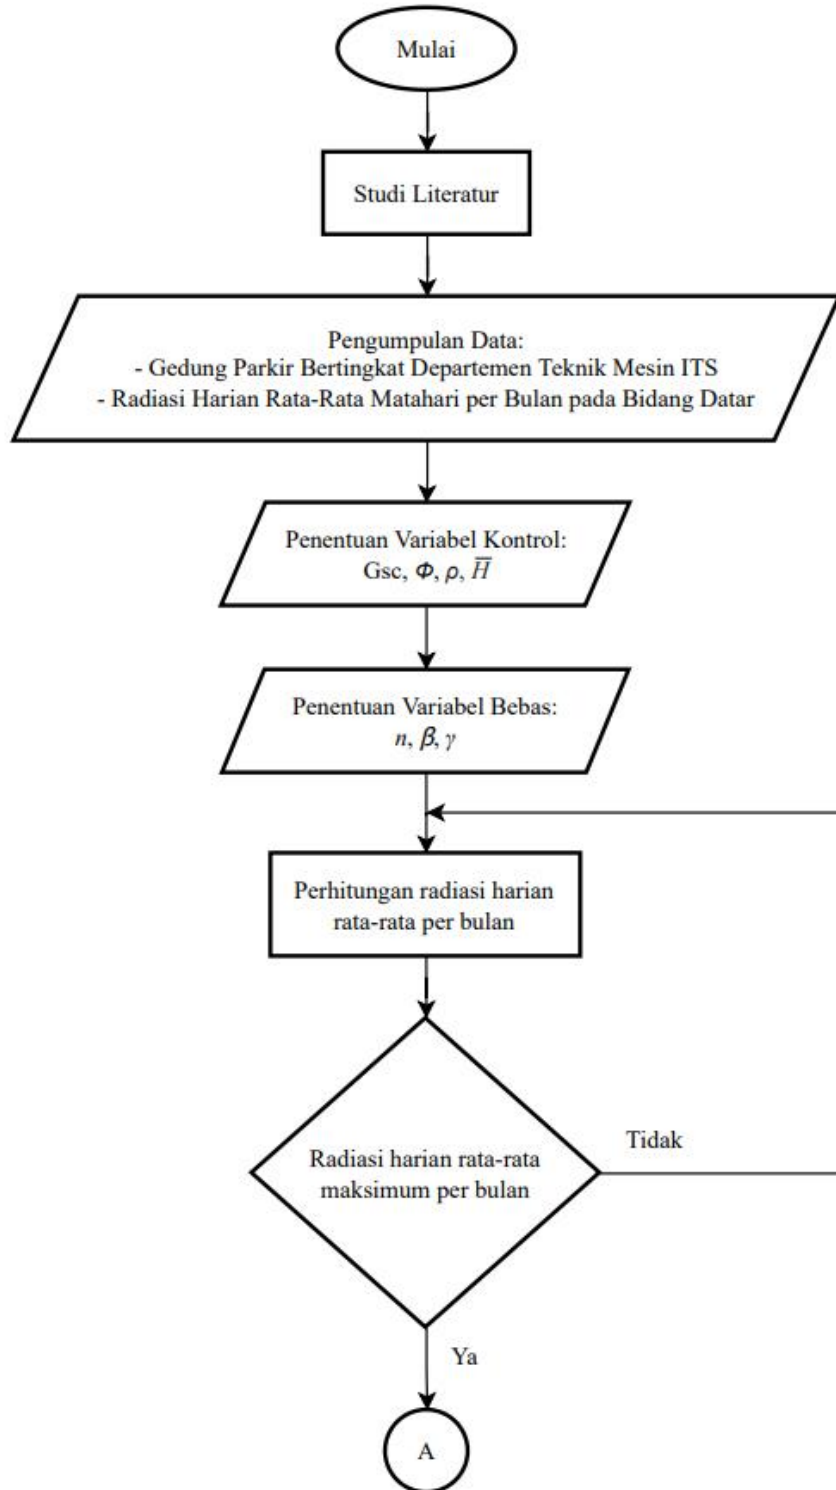 Mulai
Studi Literatur
Pengumpulan Data:
- Gedung Parkir Bertingkat Departemen Teknik Mesin ITS
- Radiasi Harian Rata-Rata Matahari per Bulan pada Bidang Datar
Penentuan Variabel Kontrol:
Gsc, Φ, ρ, H̅
Penentuan Variabel Bebas:
n, β, γ
Perhitungan radiasi harian
rata-rata per bulan
Radiasi harian rata-rata
maksimum per bulan
Tidak
Ya
A